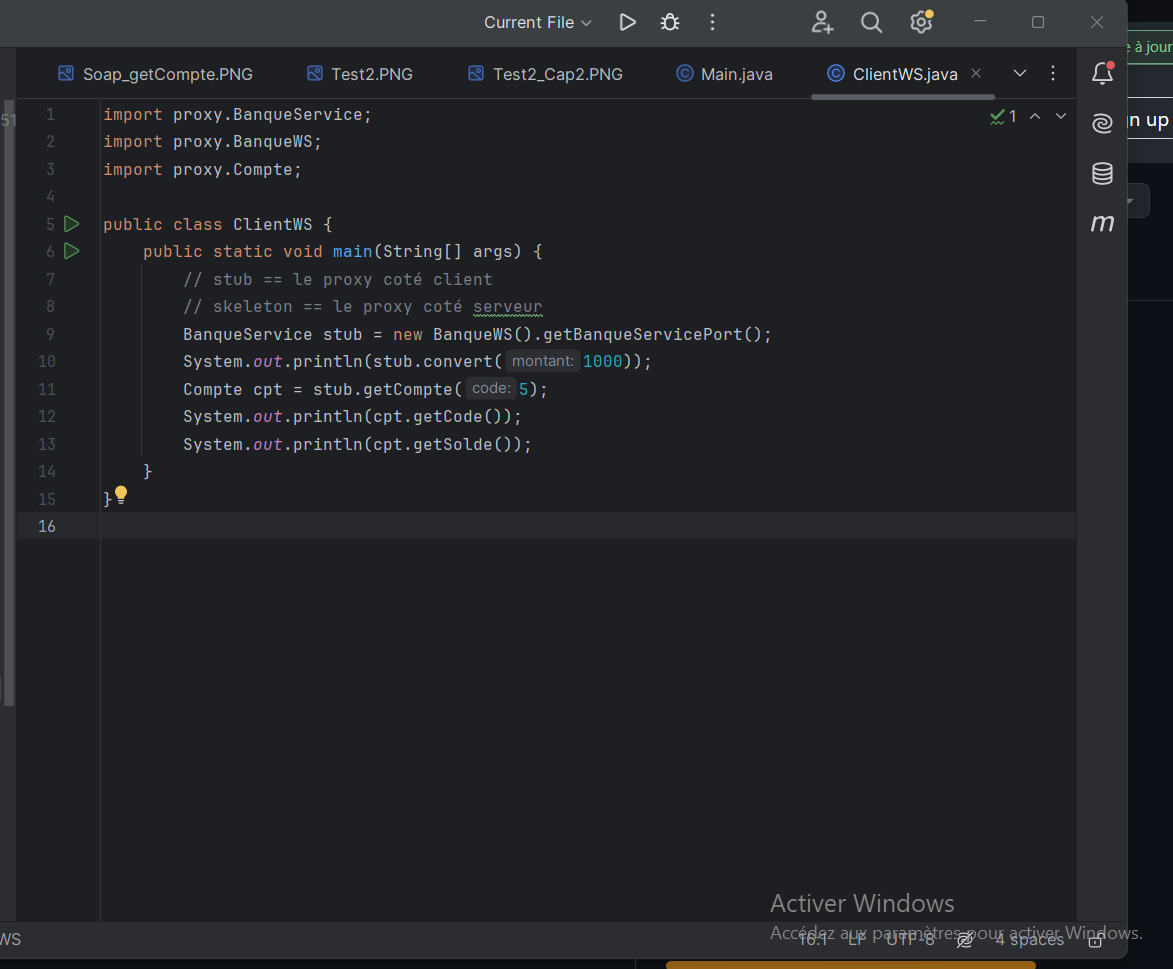 Current File
e à jour
Soap_getCompte.PNG Test2.PNG Test2_Cap2.PNG Main.java ClientWS.java
n up
51
1
1 import proxy.BanqueService;
2 import proxy.BanqueWS;
3 import proxy.Compte;
4
5 public class ClientWS {
6 public static void main(String[] args) {
7 // stub == le proxy coté client
8 // skeleton == le proxy coté serveur
9 BanqueService stub = new BanqueWS().getBanqueServicePort();
10 System.out.println(stub.convert( montant: 1000));
11 Compte cpt = stub.getCompte( code: 5);
12 System.out.println(cpt.getCode());
13 System.out.println(cpt.getSolde());
14 }
15 }
16
m
Activer Windows
Accédez aux paramètres pour activer Windows.
WS 16:1 LF UTF-8 4 spaces